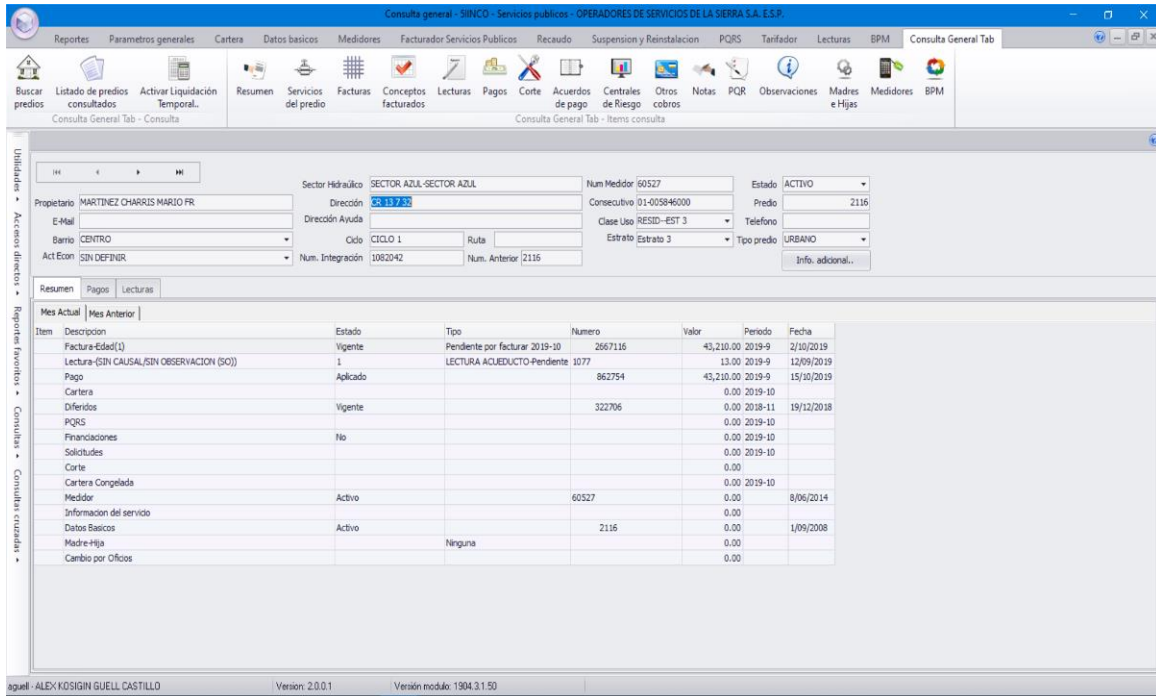 Consulta general - SIINCO - Servicios publicos - OPERADORES DE SERVICIOS DE LA SIERRA S.A. E.S.P.
Reportes Parametros generales Cartera Datos basicos Medidores Facturador Servicios Publicos Recaudo Suspension y Reinstalacion PQRS Tarifador Lecturas BPM Consulta General Tab
Buscar predios Listado de predios consultados Activar Liquidación Temporal.. Resumen Servicios del predio Facturas Conceptos facturados Lecturas Pagos Corte Acuerdos de pago Centrales de Riesgo Otros cobros Notas PQR Observaciones Madres e Hijas Medidores BPM
Consulta General Tab - Consulta Consulta General Tab - Items consulta
Utilidades
Accesos directos
Reportes favoritos
Consultas
Consultas cruzadas
Sector Hidraúlico SECTOR AZUL-SECTOR AZUL Num Medidor 60527 Estado ACTIVO
Propietario MARTINEZ CHARRIS MARIO FR Dirección CR 13 7 32 Consecutivo 01-005846000 Predio 2116
E-Mail Dirección Ayuda Clase Uso RESID--EST 3 Telefono
Barrio CENTRO Ciclo CICLO 1 Ruta Estrato Estrato 3 Tipo predio URBANO
Act Econ SIN DEFINIR Num. Integración 1082042 Num. Anterior 2116 Info. adicional..
Resumen Pagos Lecturas
Mes Actual Mes Anterior
Item Descripcion Estado Tipo Numero Valor Periodo Fecha
Factura-Edad(1) Vigente Pendiente por facturar 2019-10 2667116 43,210.00 2019-9 2/10/2019
Lectura-(SIN CAUSAL/SIN OBSERVACION (SO)) 1 LECTURA ACUEDUCTO-Pendiente 1077 13.00 2019-9 12/09/2019
Pago Aplicado 862754 43,210.00 2019-9 15/10/2019
Cartera 0.00 2019-10
Diferidos Vigente 322706 0.00 2018-11 19/12/2018
PQRS 0.00 2019-10
Financiaciones No 0.00 2019-10
Solicitudes 0.00 2019-10
Corte 0.00
Cartera Congelada 0.00 2019-10
Medidor Activo 60527 0.00 8/06/2014
Informacion del servicio 0.00
Datos Basicos Activo 2116 0.00 1/09/2008
Madre-Hija Ninguna 0.00
Cambio por Oficios 0.00
aguell - ALEX KOSIGIN GUELL CASTILLO Version: 2.0.0.1 Versión modulo: 1904.3.1.50